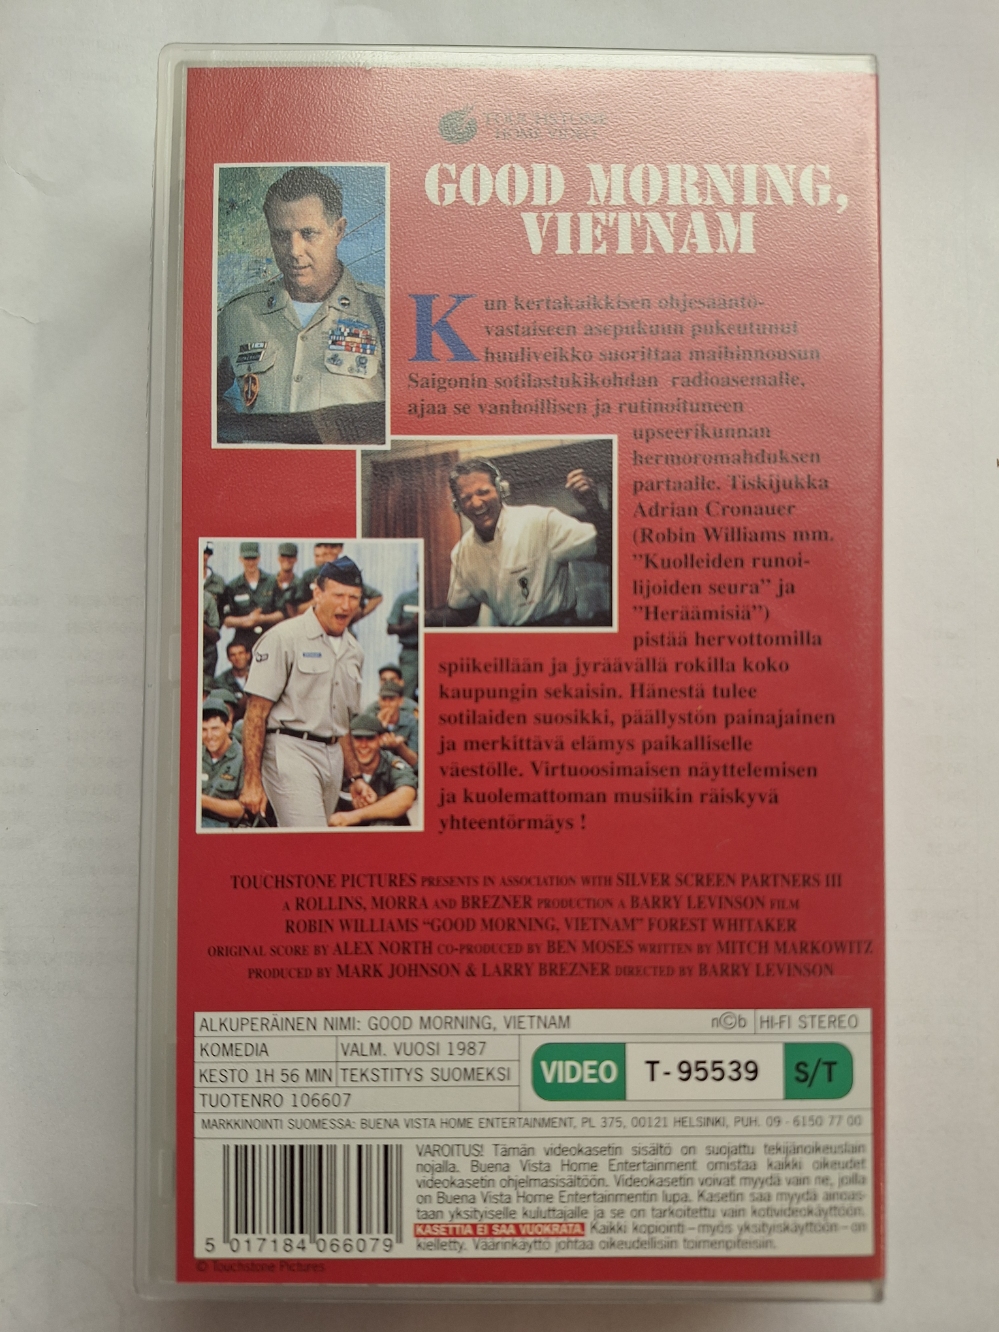 TOUCHSTONE
HOME VIDEO
GOOD MORNING,
VIETNAM
Kun kertakaikkisen ohjesääntö-
vastaiseen asepukuun pukeutunut
huuliveikko suorittaa maihinnousun
Saigonin sotilastukikohdan radioasemalle,
ajaa se vanhoillisen ja rutinoituneen
upseerikunnan
hermoromahduksen
partaalle. Tiskijukka
Adrian Cronauer
(Robin Williams mm.
”Kuolleiden runoi-
lijoiden seura” ja
”Heräämisiä”)
pistää hervottomilla
spiikeillään ja jyräävällä rokilla koko
kaupungin sekaisin. Hänestä tulee
sotilaiden suosikki, päällystön painajainen
ja merkittävä elämys paikalliselle
väestölle. Virtuoosimaisen näyttelemisen
ja kuolemattoman musiikin räiskyvä
yhteentörmäys !
TOUCHSTONE PICTURES PRESENTS IN ASSOCIATION WITH SILVER SCREEN PARTNERS III
A ROLLINS, MORRA AND BREZNER PRODUCTION A BARRY LEVINSON FILM
ROBIN WILLIAMS “GOOD MORNING, VIETNAM” FOREST WHITAKER
ORIGINAL SCORE BY ALEX NORTH CO-PRODUCED BY BEN MOSES WRITTEN BY MITCH MARKOWITZ
PRODUCED BY MARK JOHNSON & LARRY BREZNER DIRECTED BY BARRY LEVINSON
ALKUPERÄINEN NIMI: GOOD MORNING, VIETNAM n©b HI-FI STEREO
KOMEDIA VALM. VUOSI 1987
KESTO 1H 56 MIN TEKSTITYS SUOMEKSI
TUOTENRO 106607
VIDEO T-95539 S/T
MARKKINOINTI SUOMESSA: BUENA VISTA HOME ENTERTAINMENT, PL 375, 00121 HELSINKI, PUH. 09 - 6150 77 00
VAROITUS! Tämän videokasetin sisältö on suojattu tekijänoikeuslain
nojalla. Buena Vista Home Entertainment omistaa kaikki oikeudet
videokasetin ohjelmasisältöön. Videokasetin voivat myydä vain ne, joilla
on Buena Vista Home Entertainmentin lupa. Kasetin saa myydä ainoas-
taan yksityiselle kuluttajalle ja se on tarkoitettu vain kotivideokäyttöön.
KASETTIA EI SAA VUOKRATA. Kaikki kopiointi – myös yksityiskäyttöön – on
kielletty. Väärinkäyttö johtaa oikeudellisiin toimenpiteisiin.
5 017184 066079
© Touchstone Pictures